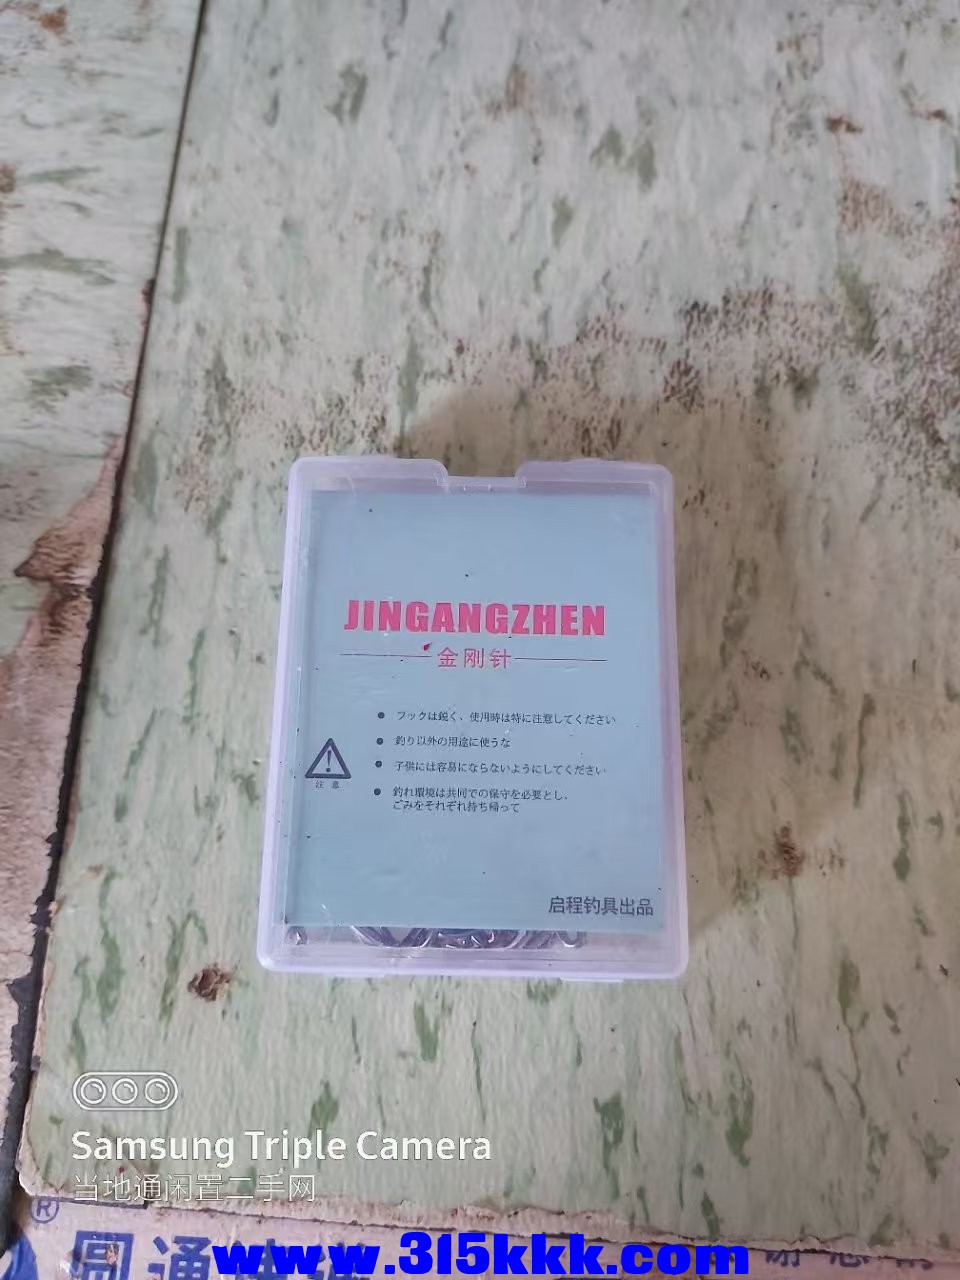 JINGANGZHEN
金刚针
フックは鋭く、使用時は特に注意してください
釣り以外の用途に使うな
子供には容易にならないようにしてください
釣れ環境は共同での保守を必要とし、
ごみをそれぞれ持ち帰って
注意
启程钓具出品
Samsung Triple Camera
当地通闲置二手网
®
圆通
www.315kkk.com